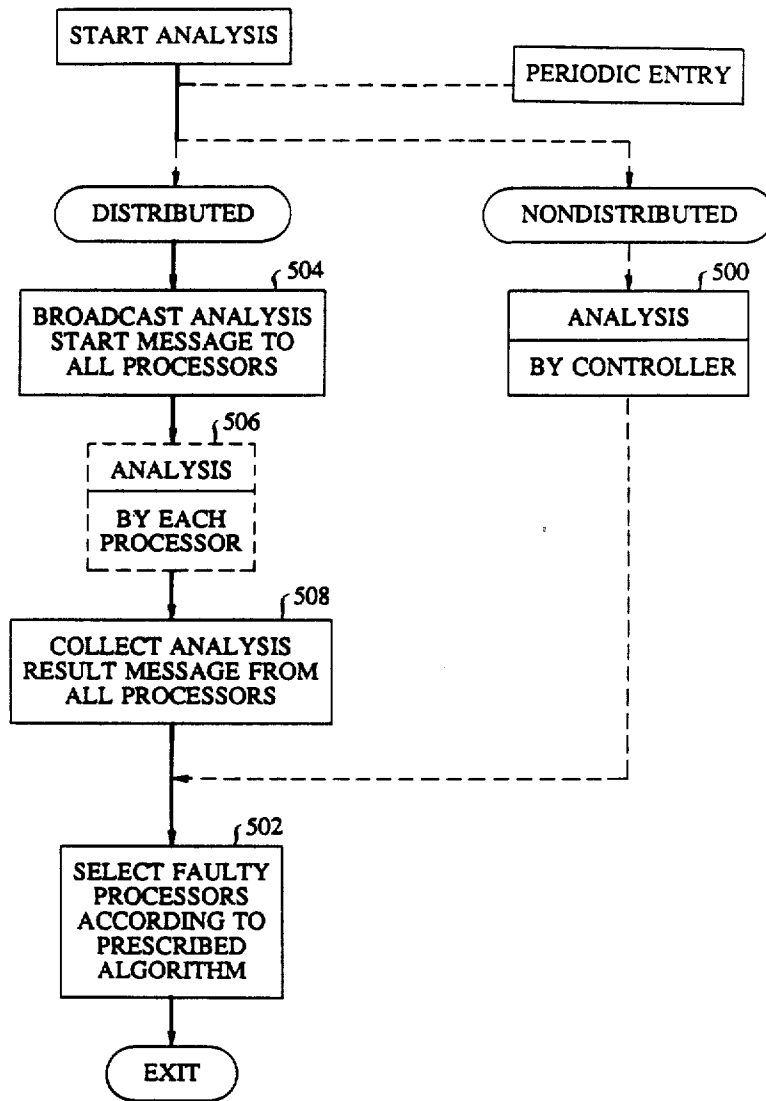 START ANALYSIS
PERIODIC ENTRY
DISTRIBUTED
NONDISTRIBUTED
504
BROADCAST ANALYSIS
START MESSAGE TO
ALL PROCESSORS
500
ANALYSIS
BY CONTROLLER
506
ANALYSIS
BY EACH
PROCESSOR
508
COLLECT ANALYSIS
RESULT MESSAGE FROM
ALL PROCESSORS
502
SELECT FAULTY
PROCESSORS
ACCORDING TO
PRESCRIBED
ALGORITHM
EXIT